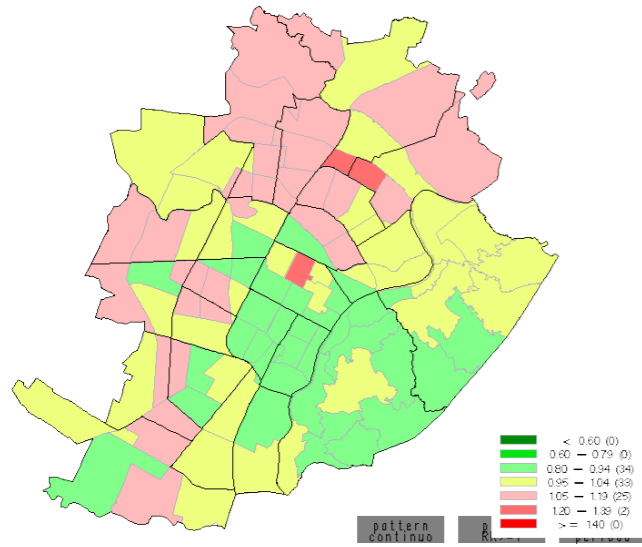 < 0.60 (0)
0.60 – 0.79 (0)
0.80 – 0.94 (34)
0.95 – 1.04 (33)
1.05 – 1.19 (25)
1.20 – 1.39 (2)
>= 140 (0)
pattern
continuo